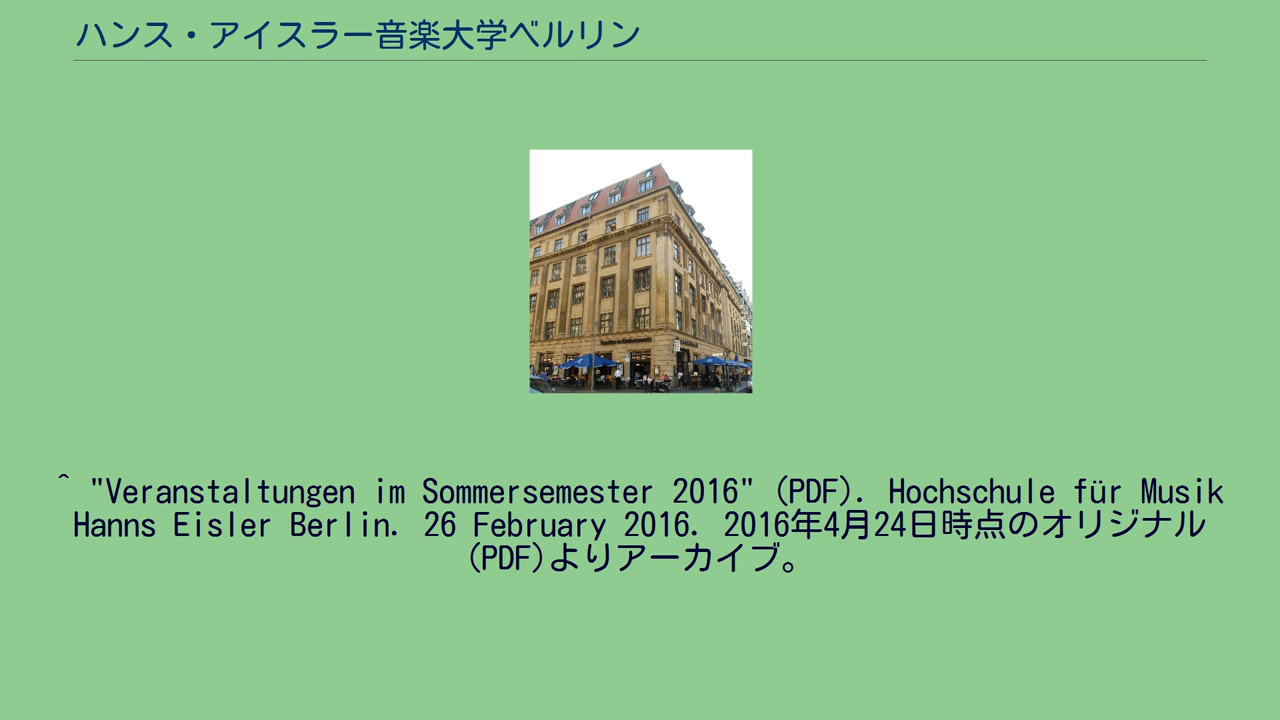 ハンス・アイスラー音楽大学ベルリン
^ "Veranstaltungen im Sommersemester 2016" (PDF). Hochschule für Musik
Hanns Eisler Berlin. 26 February 2016. 2016年4月24日時点のオリジナル
(PDF)よりアーカイブ。